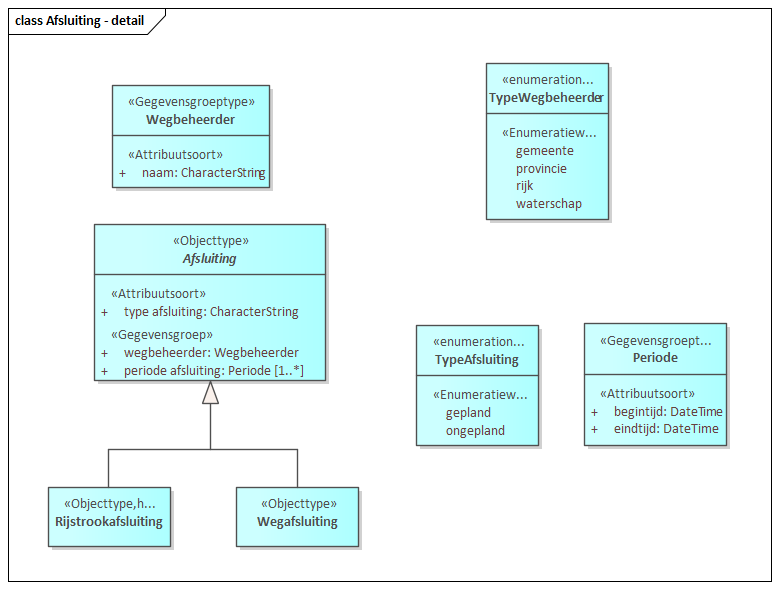 class Afsluiting - detail
«Gegevensgroeptype»
Wegbeheerder
«Attribuutsoort»
+ naam: CharacterString
«enumeration...
TypeWegbeheerder
«Enumeratiew...
gemeente
provincie
rijk
waterschap
«Objecttype»
Afsluiting
«Attribuutsoort»
+ type afsluiting: CharacterString
«Gegevensgroep»
+ wegbeheerder: Wegbeheerder
+ periode afsluiting: Periode [1..*]
«enumeration...
TypeAfsluiting
«Enumeratiew...
gepland
ongepland
«Gegevensgroept...
Periode
«Attribuutsoort»
+ begintijd: DateTime
+ eindtijd: DateTime
«Objecttype,h...
Rijstrookafsluiting
«Objecttype»
Wegafsluiting